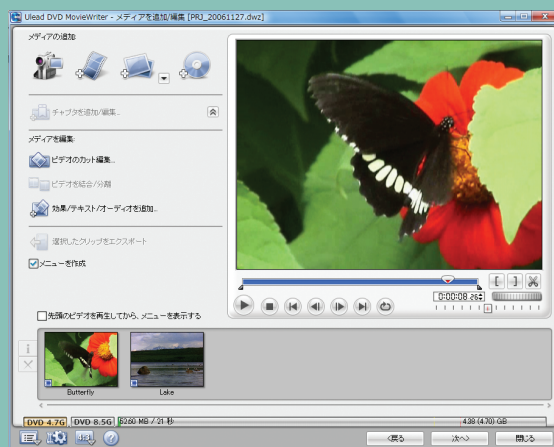 Ulead DVD MovieWriter - メディアを追加/編集 [PRJ_20061127.dwz]
メディアの追加:
チャプタを追加/編集...
メディアを編集:
ビデオのカット編集...
ビデオを結合/分割
効果/テキスト/オーディオを追加...
選択したクリップをエクスポート
メニューを作成
0:00:08.26
先頭のビデオを再生してから、メニューを表示する
Butterfly
Lake
DVD 4.7G
DVD 8.5G
62.60 MB / 21 秒
4.38 (4.70) GB
<戻る
次へ>
閉じる